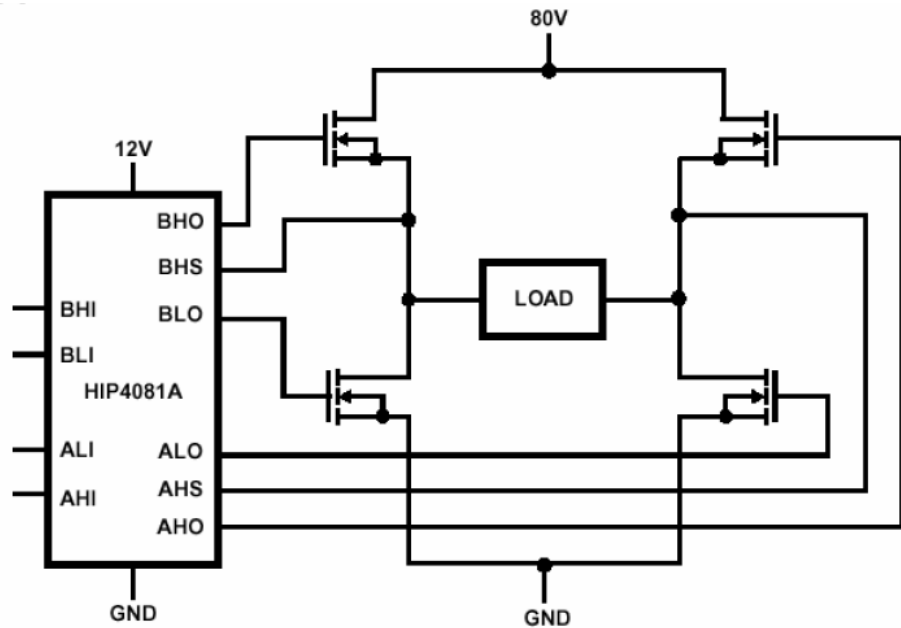 80V
12V
BHO
BHS
BHI
BLO
LOAD
BLI
HIP4081A
ALI
ALO
AHI
AHS
AHO
GND
GND